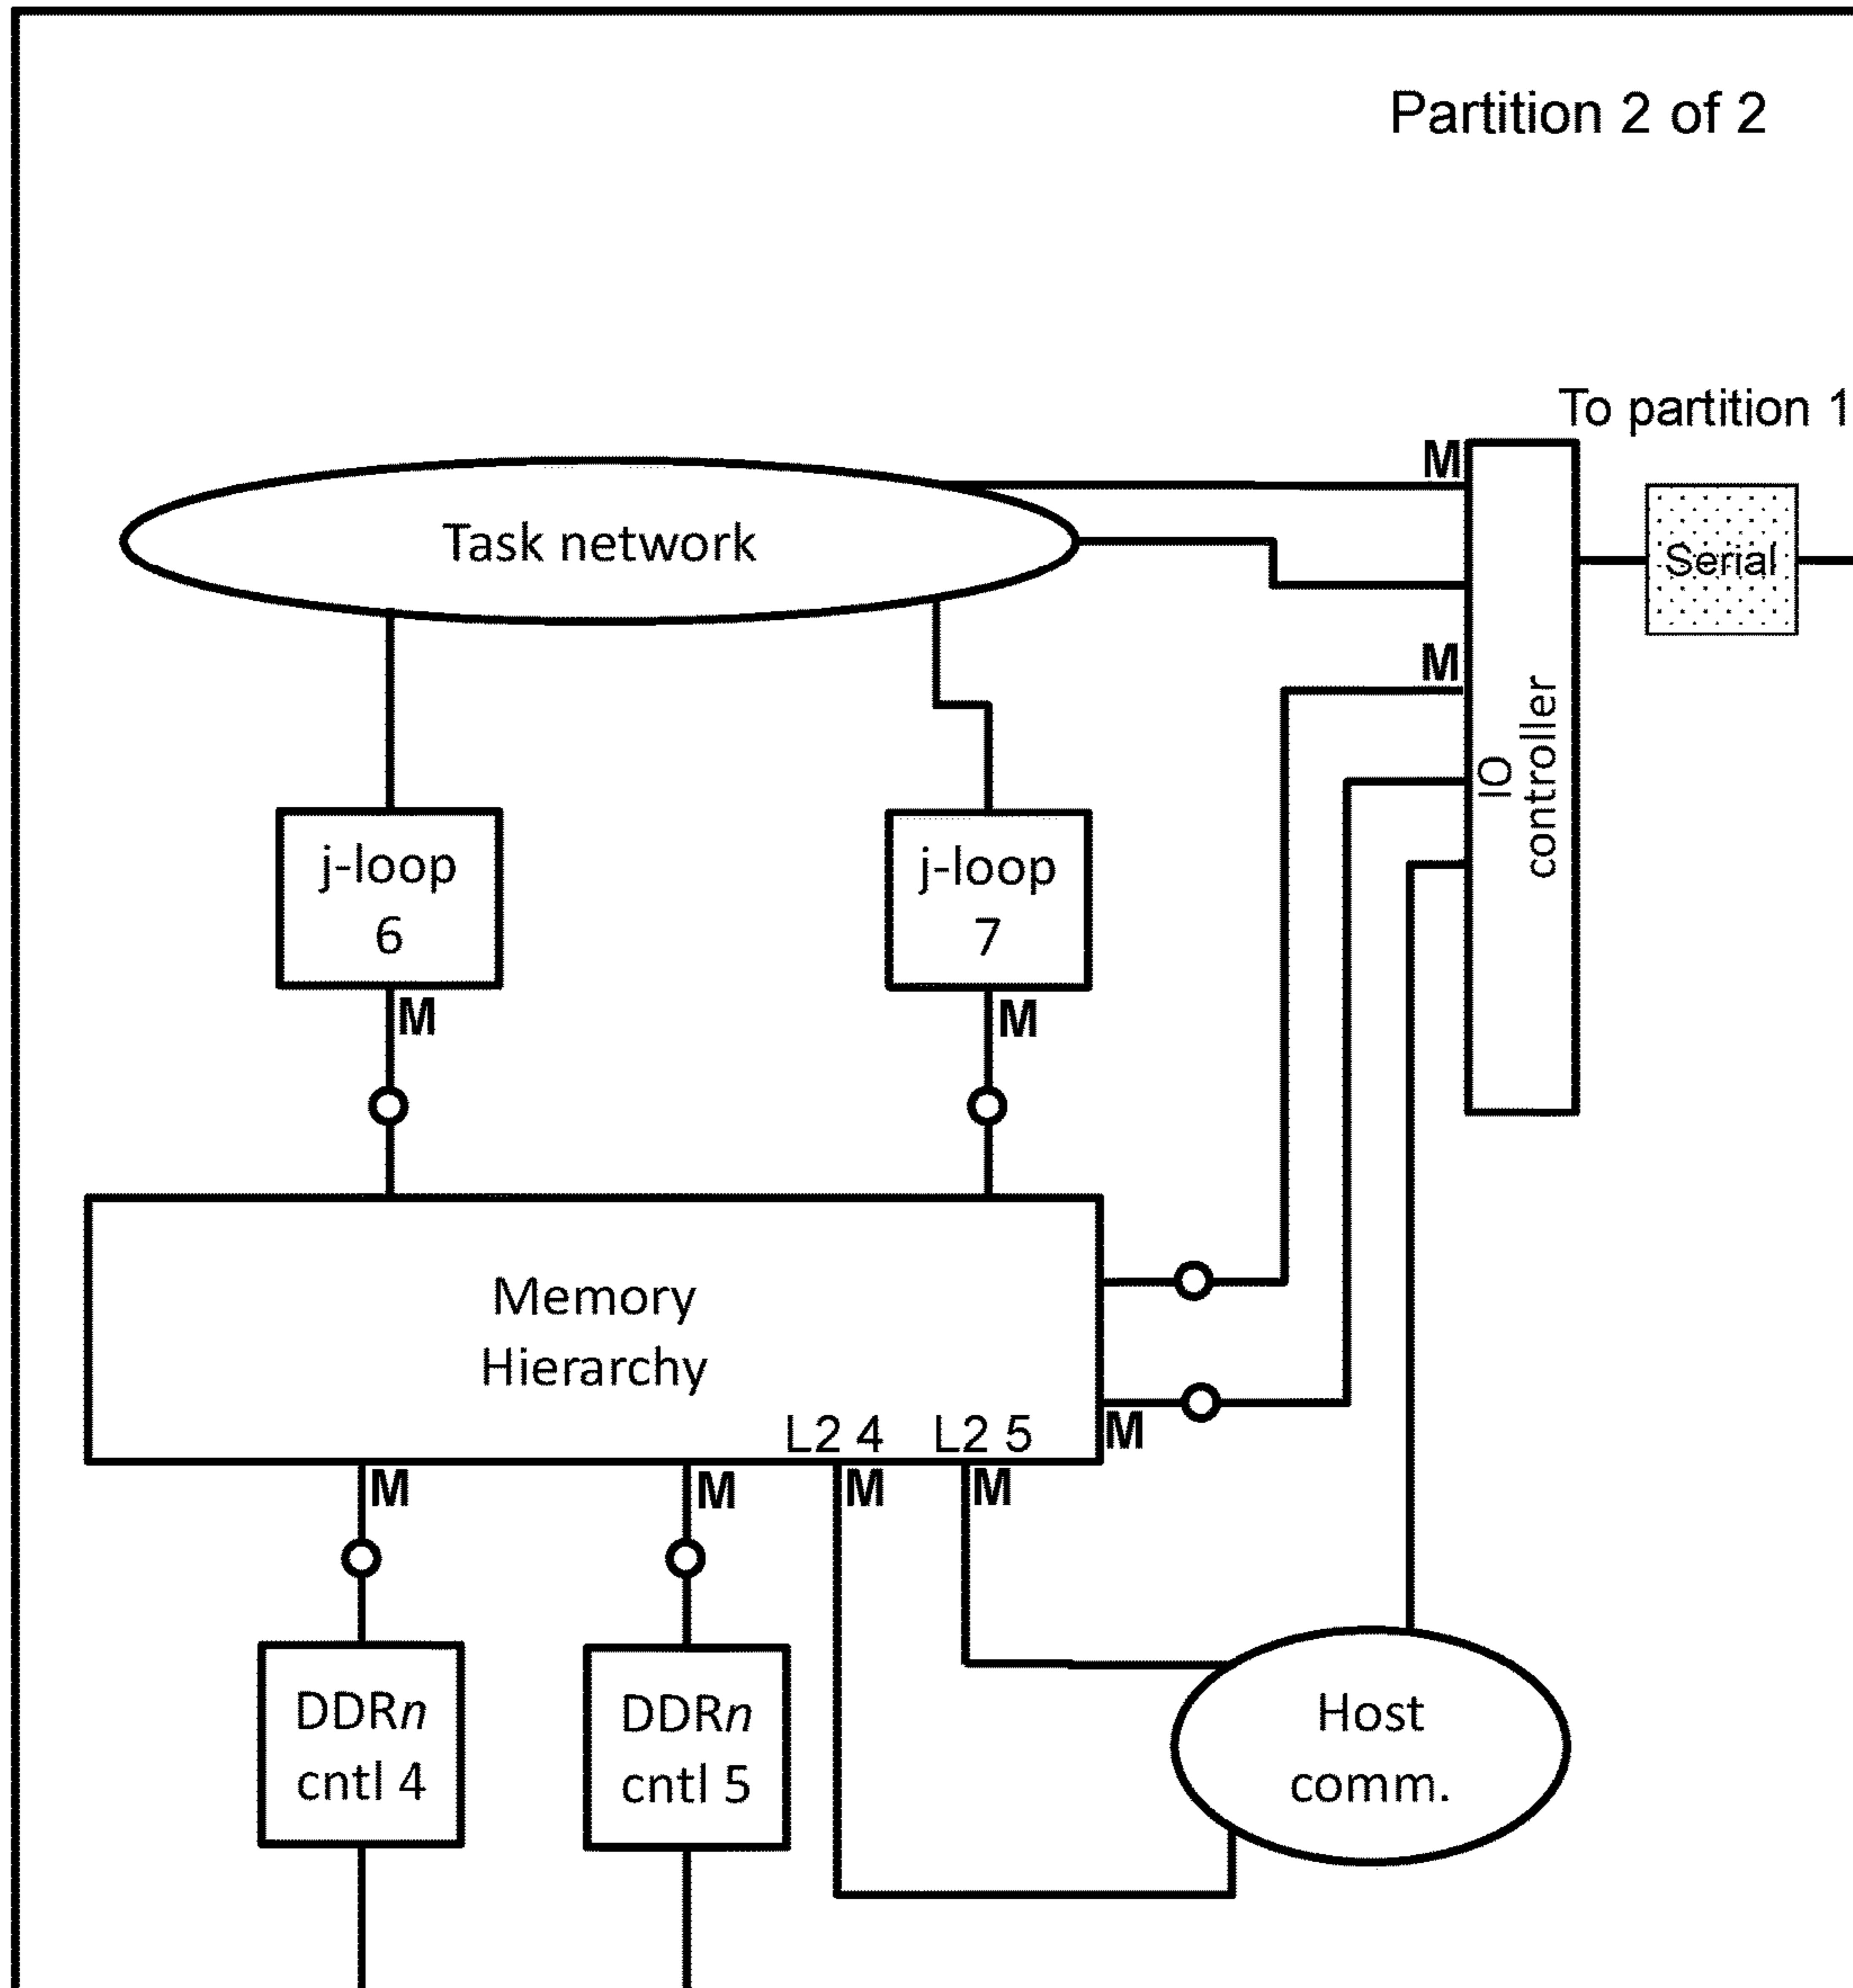 Partition 2 of 2
To partition 1
M
Task network
Serial
M
IO
controller
j-loop
6
j-loop
7
M
M
Memory
Hierarchy
L2 4
L2 5
M
M
M
M
M
DDRn
cntl 4
DDRn
cntl 5
Host
comm.